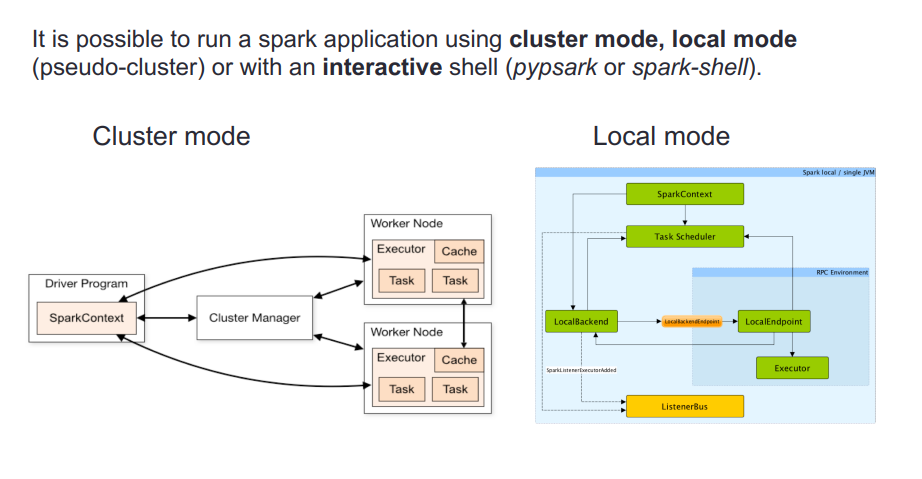 It is possible to run a spark application using cluster mode, local mode
(pseudo-cluster) or with an interactive shell (pypsark or spark-shell).
Cluster mode
Local mode
Driver Program
SparkContext
Cluster Manager
Worker Node
Executor
Cache
Task
Task
Worker Node
Executor
Cache
Task
Task
Spark local / single JVM
SparkContext
Task Scheduler
RPC Environment
LocalBackend
LocalBackendEndpoint
LocalEndpoint
Executor
SparkListenerExecutorAdded
ListenerBus